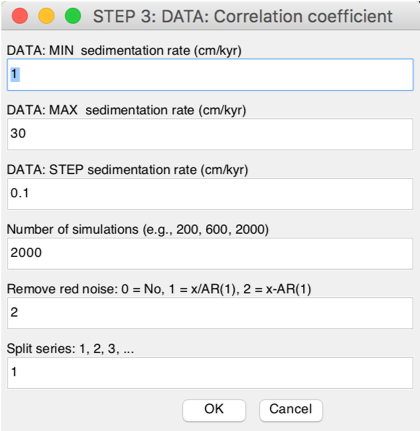 STEP 3: DATA: Correlation coefficient
DATA: MIN  sedimentation rate (cm/kyr)
1
DATA: MAX  sedimentation rate (cm/kyr)
30
DATA: STEP sedimentation rate (cm/kyr)
0.1
Number of simulations (e.g., 200, 600, 2000)
2000
Remove red noise: 0 = No, 1 = x/AR(1), 2 = x-AR(1)
2
Split series: 1, 2, 3, ...
1
OK Cancel